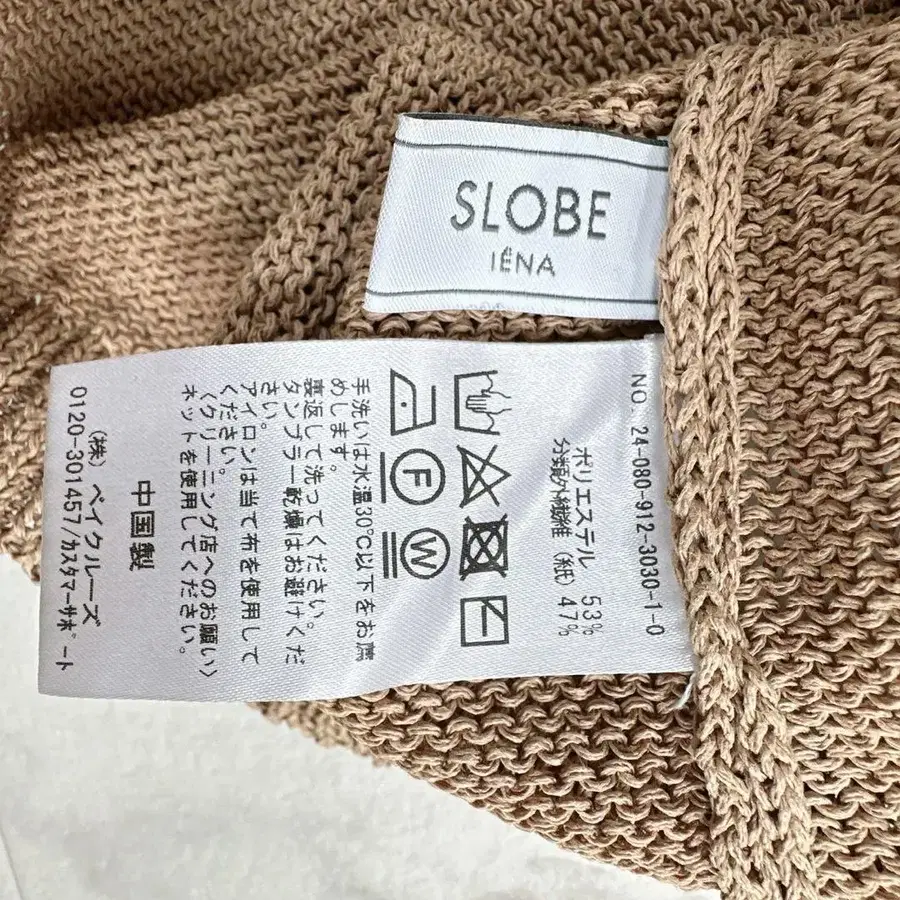 SLOBE
IËNA
NO. 24-080-912-3030-1-0
ポリエステル 53%
分類外繊維(紙) 47%
F
W
手洗いは水温30℃以下をお薦
めします。
裏返して洗ってください。
タンブラー乾燥はお避けくだ
さい。
アイロンは当て布を使用して
ください。
〈クリーニング店へのお願い〉
ネットを使用してください。
中国製
(株)ベイクルーズ
0120-301457/カスタマーサポート